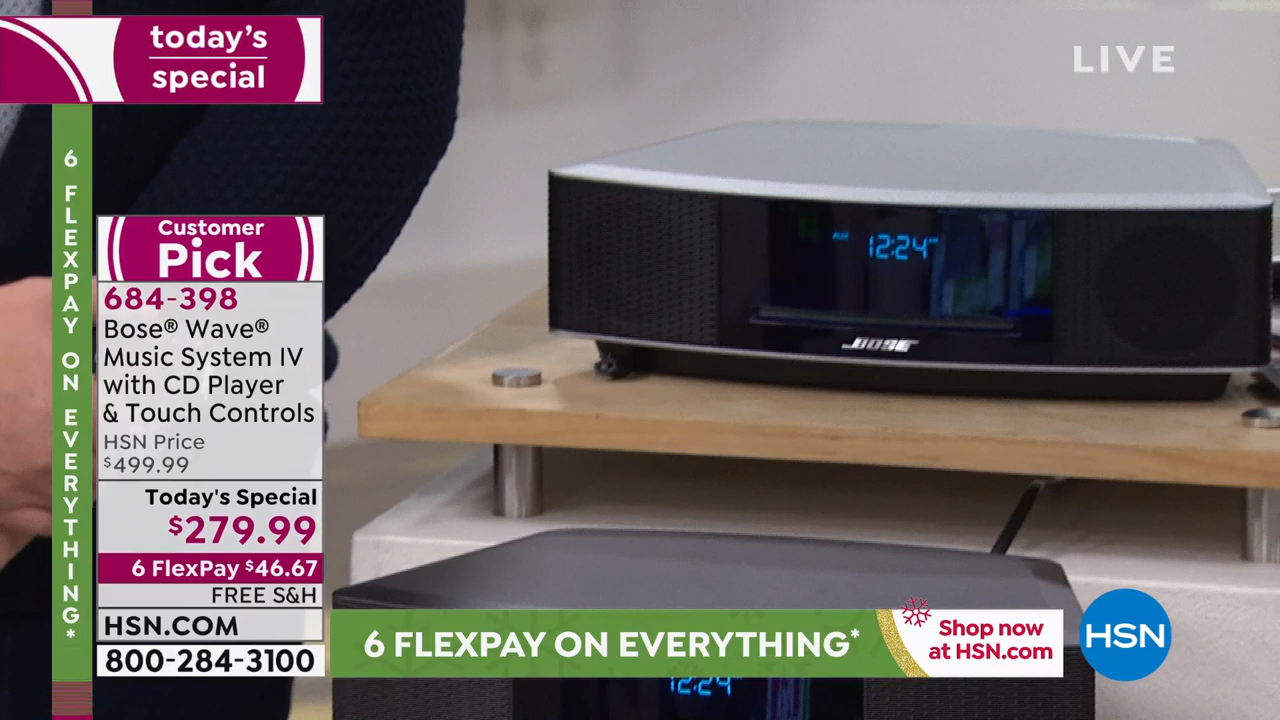 today's
special
LIVE
6 FLEXPAY ON EVERYTHING*
Customer
Pick
684-398
Bose® Wave®
Music System IV
with CD Player
& Touch Controls
HSN Price
$499.99
Today's Special
$279.99
6 FlexPay $46.67
FREE S&H
HSN.COM
800-284-3100
12:24
BOSE
6 FLEXPAY ON EVERYTHING*
Shop now
at HSN.com
HSN
12:24